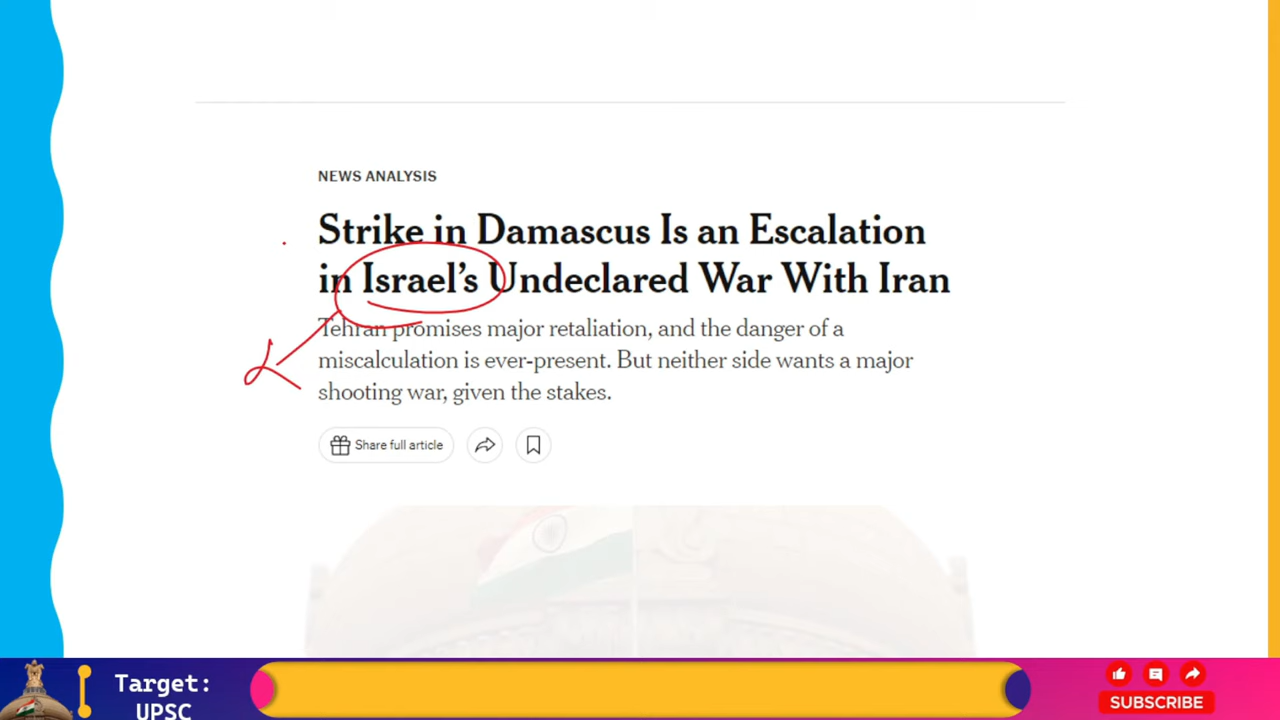 NEWS ANALYSIS
Strike in Damascus Is an Escalation
in Israel’s Undeclared War With Iran
Tehran promises major retaliation, and the danger of a
miscalculation is ever-present. But neither side wants a major
shooting war, given the stakes.
Share full article
Target:
UPSC
SUBSCRIBE